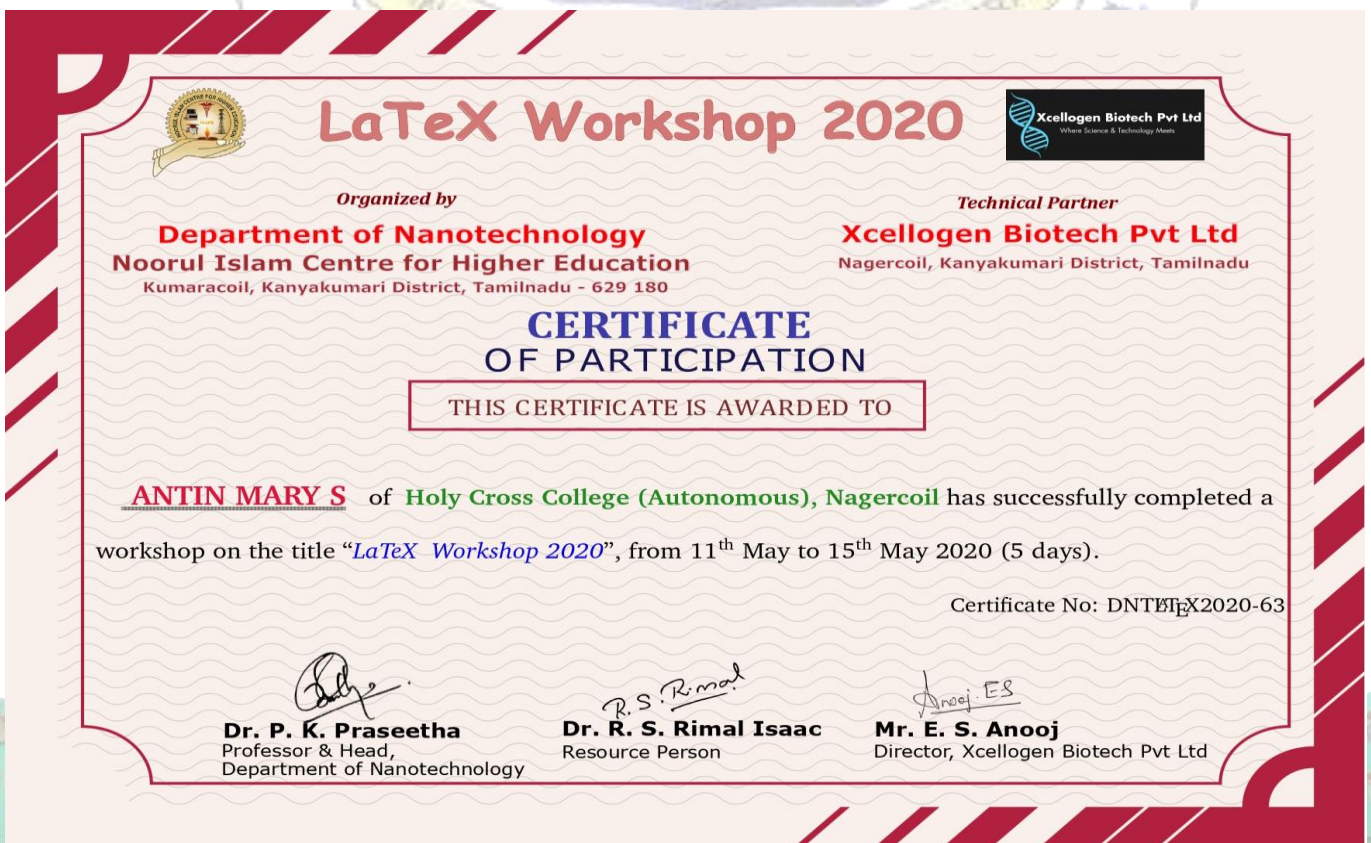 LaTeX Workshop 2020
Xcellogen Biotech Pvt Ltd
Where Science & Technology Meets
Organized by
Department of Nanotechnology
Noorul Islam Centre for Higher Education
Kumaracoil, Kanyakumari District, Tamilnadu - 629 180
Technical Partner
Xcellogen Biotech Pvt Ltd
Nagercoil, Kanyakumari District, Tamilnadu
CERTIFICATE
OF PARTICIPATION
THIS CERTIFICATE IS AWARDED TO
ANTIN MARY S of Holy Cross College (Autonomous), Nagercoil has successfully completed a
workshop on the title “LaTeX Workshop 2020”, from 11th May to 15th May 2020 (5 days).
Certificate No: DNTLATEX2020-63
R. S. Rimal
Anooj. ES
Dr. P. K. Praseetha
Professor & Head,
Department of Nanotechnology
Dr. R. S. Rimal Isaac
Resource Person
Mr. E. S. Anooj
Director, Xcellogen Biotech Pvt Ltd